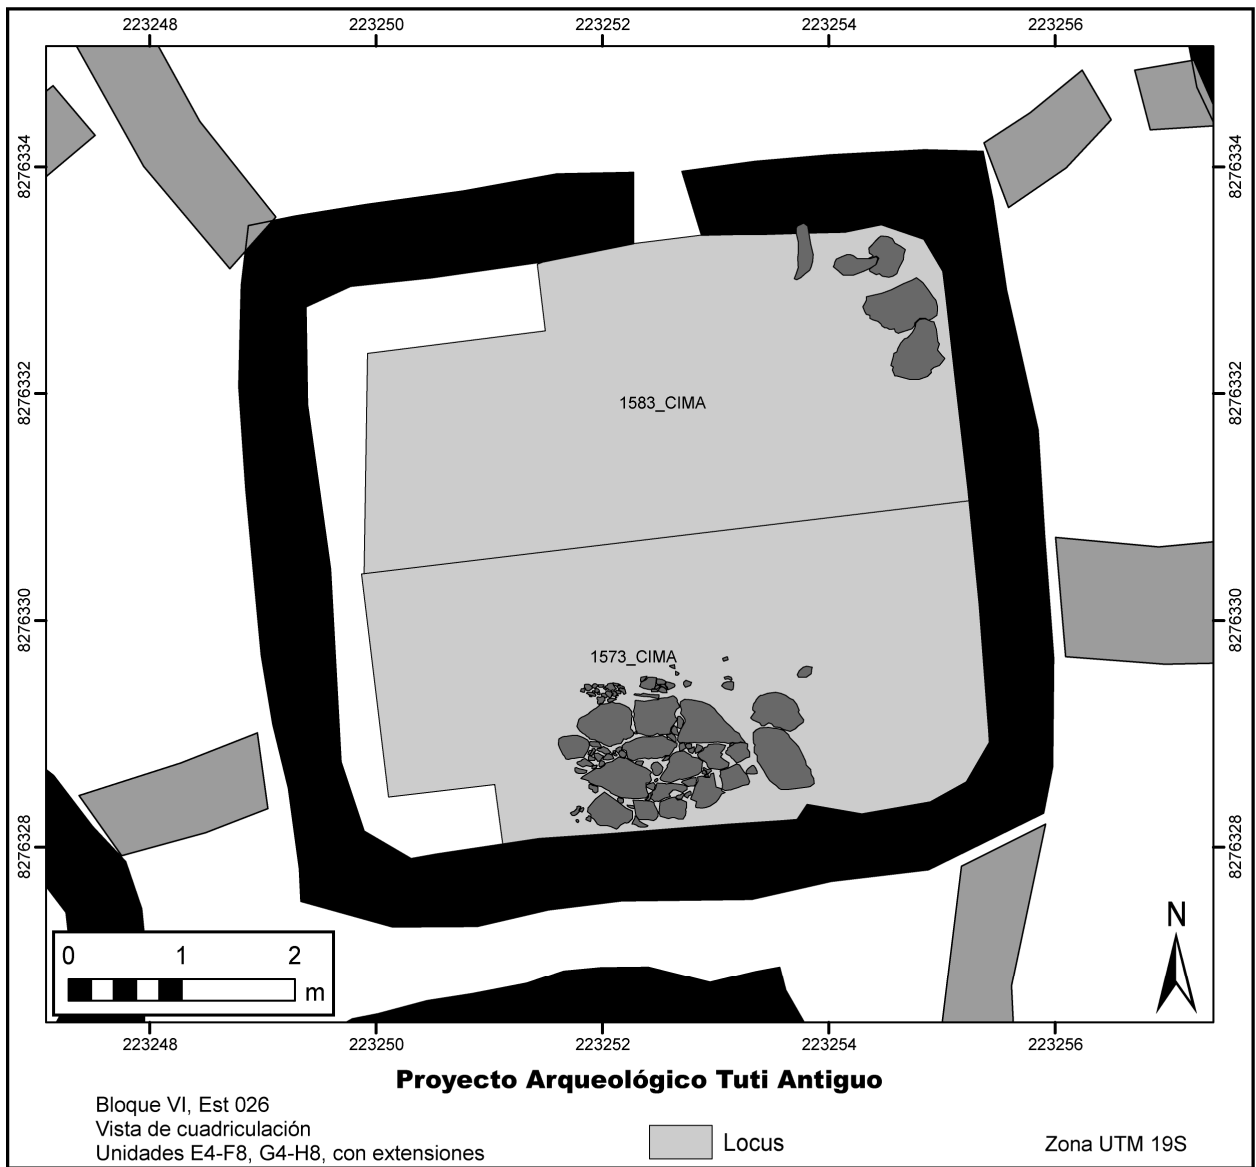 223248
223250
223252
223254
223256
8276334
8276334
8276332
8276332
1583_CIMA
8276330
8276330
1573_CIMA
8276328
8276328
N
0 1 2
m
223248
223250
223252
223254
223256
Proyecto Arqueológico Tuti Antiguo
Bloque VI, Est 026
Vista de cuadriculación
Unidades E4-F8, G4-H8, con extensiones
Locus
Zona UTM 19S